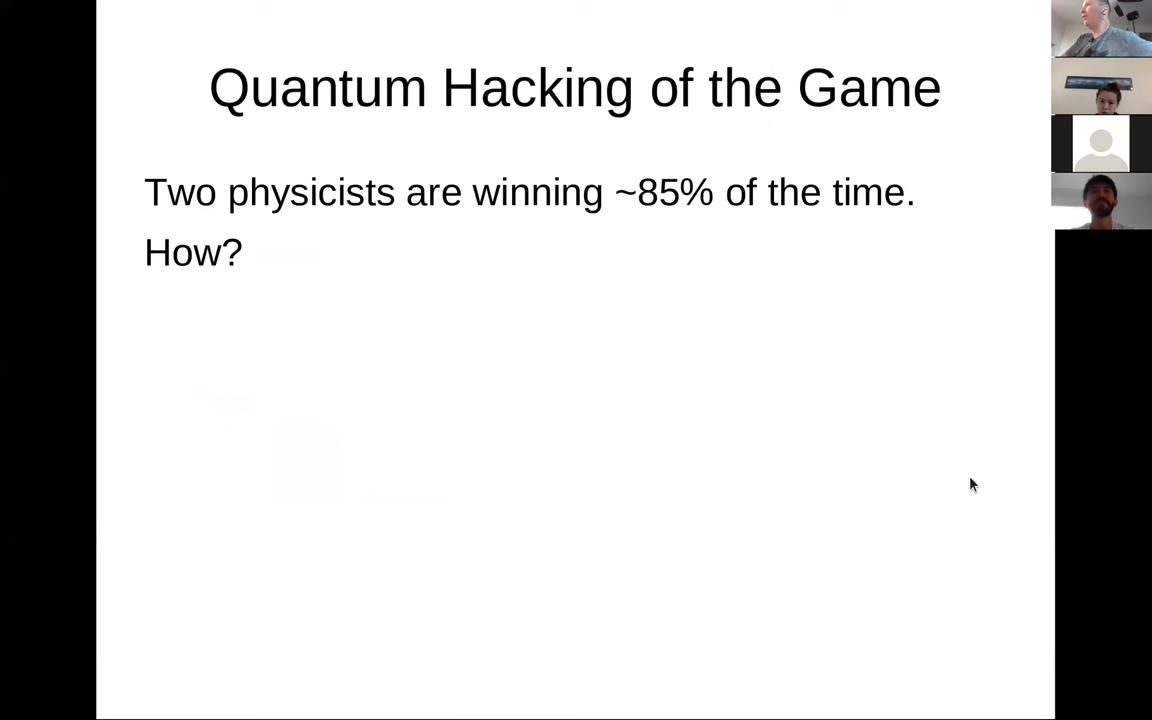 Quantum Hacking of the Game
Two physicists are winning ~85% of the time.
How?